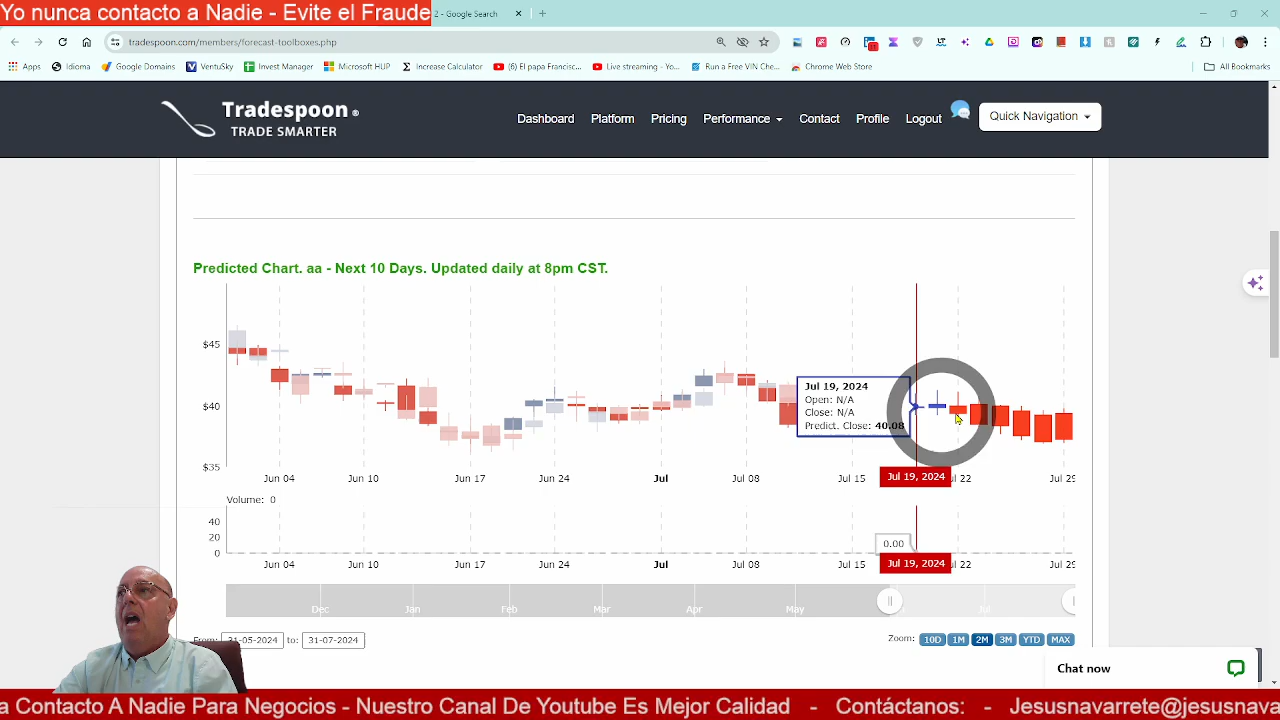 Yo nunca contacto a Nadie - Evite el Fraude
2 - Google Search
tradespoon.com/members/forecast-toolboxm.php
Apps
Idioma
Google Domains
VentuSky
Invest Manager
Microsoft HUP
Increase Calculator
(6) El papa Francisc...
Live streaming - Yo...
Run a Free VIN Che...
Chrome Web Store
All Bookmarks
Tradespoon ®
TRADE SMARTER
Dashboard
Platform
Pricing
Performance
Contact
Profile
Logout
Quick Navigation
Predicted Chart. aa - Next 10 Days. Updated daily at 8pm CST.
$45
$40
$35
Jul 19, 2024
Open: N/A
Close: N/A
Predict. Close: 40.08
Jun 04
Jun 10
Jun 17
Jun 24
Jul
Jul 08
Jul 15
Jul 19, 2024
22
Jul 29
Volume: 0
40
20
0
0.00
Jun 04
Jun 10
Jun 17
Jun 24
Jul
Jul 08
Jul 15
Jul 19, 2024
22
Jul 29
Dec
Jan
Feb
Mar
Apr
May
Jul
From: 31-05-2024 to: 31-07-2024
Zoom: 10D 1M 2M 3M YTD MAX
Chat now
a Contacto A Nadie Para Negocios - Nuestro Canal De Youtube Es Mejor Calidad - Contáctanos: - Jesusnavarrete@jesusnava